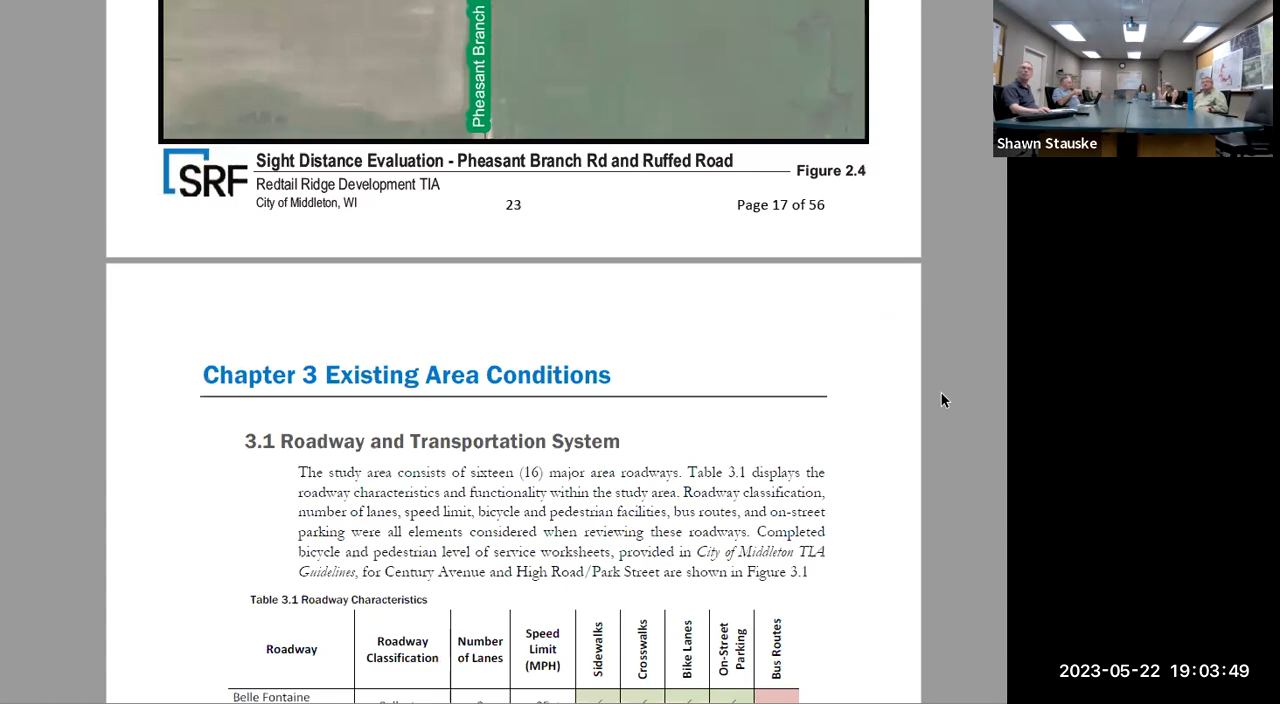 Pheasant Branch
SRF
Sight Distance Evaluation - Pheasant Branch Rd and Ruffed Road
Redtail Ridge Development TIA
City of Middleton, WI
Figure 2.4
23
Page 17 of 56
Shawn Stauske
Chapter 3 Existing Area Conditions
3.1 Roadway and Transportation System
The study area consists of sixteen (16) major area roadways. Table 3.1 displays the
roadway characteristics and functionality within the study area. Roadway classification,
number of lanes, speed limit, bicycle and pedestrian facilities, bus routes, and on-street
parking were all elements considered when reviewing these roadways. Completed
bicycle and pedestrian level of service worksheets, provided in City of Middleton TLA
Guidelines, for Century Avenue and High Road/Park Street are shown in Figure 3.1
Table 3.1 Roadway Characteristics
Roadway
Roadway
Classification
Number
of Lanes
Speed
Limit
(MPH)
Sidewalks
Crosswalks
Bike Lanes
On-Street
Parking
Bus Routes
Belle Fontaine
2023-05-22 19:03:49